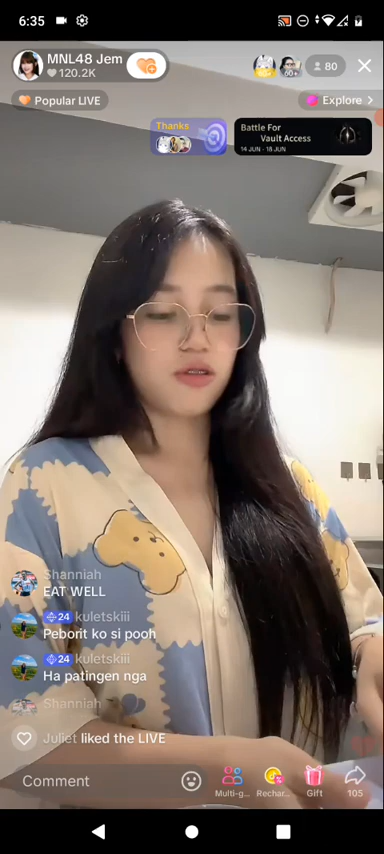 6:35
MNL48 Jem
120.2K
60+
80
Popular LIVE
Explore >
Thanks
Battle For
Vault Access
14 JUN - 18 JUN
Shanniah
EAT WELL
24 kuletskiii
Peborit ko si pooh
24 kuletskiii
Ha patingen nga
Shanniah
Juliet liked the LIVE
Comment
Multi-g...
Rechar...
Gift
105